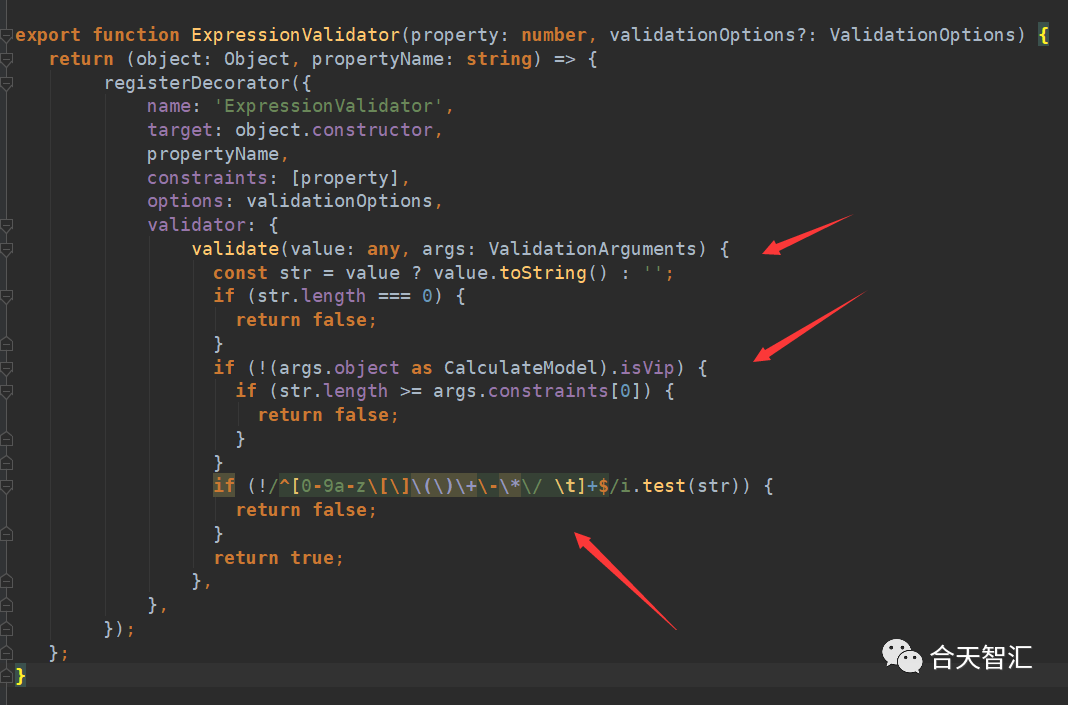 export function ExpressionValidator(property: number, validationOptions?: ValidationOptions) {
return (object: Object, propertyName: string) => {
registerDecorator({
name: 'ExpressionValidator',
target: object.constructor,
propertyName,
constraints: [property],
options: validationOptions,
validator: {
validate(value: any, args: ValidationArguments) {
const str = value ? value.toString() : '';
if (str.length === 0) {
return false;
}
if (!(args.object as CalculateModel).isVip) {
if (str.length >= args.constraints[0]) {
return false;
}
}
if (!/^[0-9a-z\[\]\(\)\+\-\*\/ \t]+$/i.test(str)) {
return false;
}
return true;
},
},
});
};
}
合天智汇